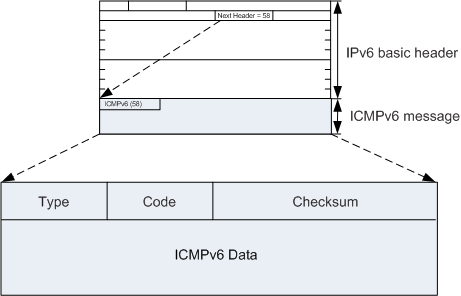 Next Header = 58
IPv6 basic header
ICMPv6 (58)
ICMPv6 message
Type
Code
Checksum
ICMPv6 Data